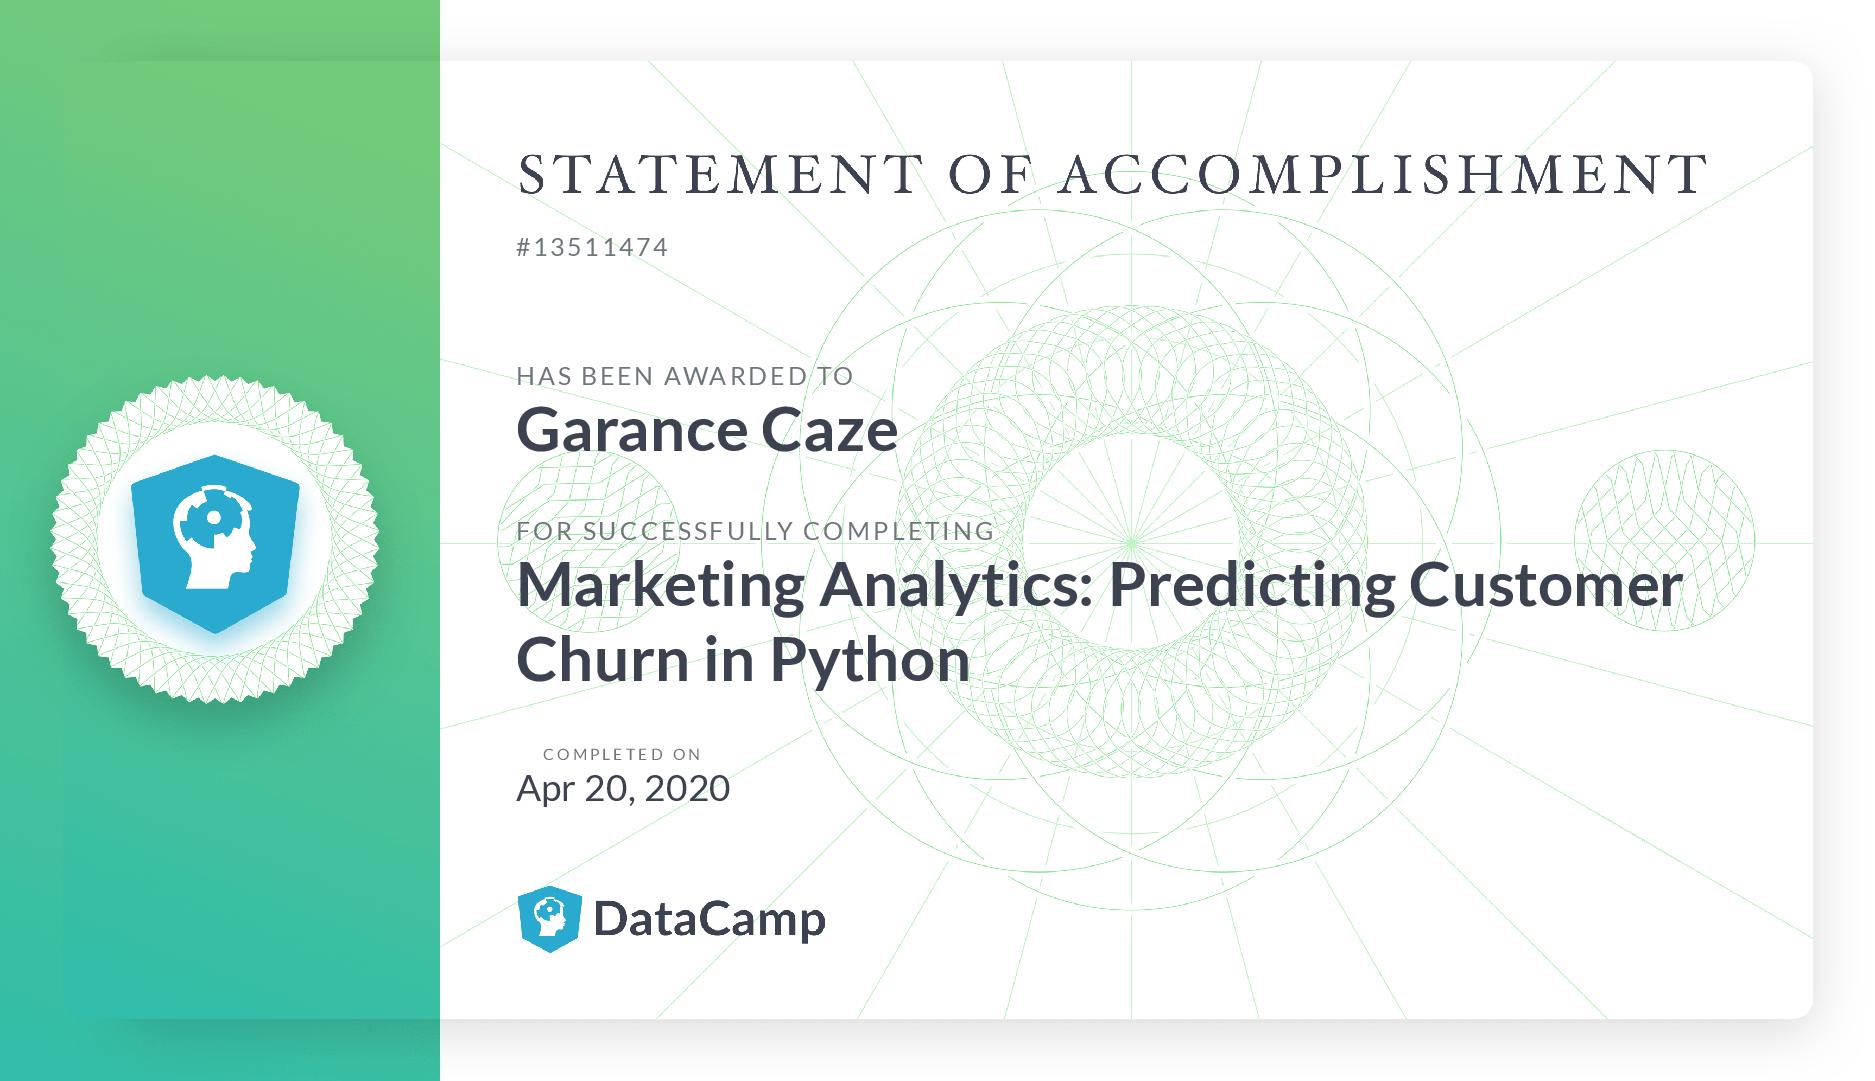 STATEMENT OF ACCOMPLISHMENT
#13511474
HAS BEEN AWARDED TO
Garance Caze
FOR SUCCESSFULLY COMPLETING
Marketing Analytics: Predicting Customer
Churn in Python
COMPLETED ON
Apr 20, 2020
DataCamp